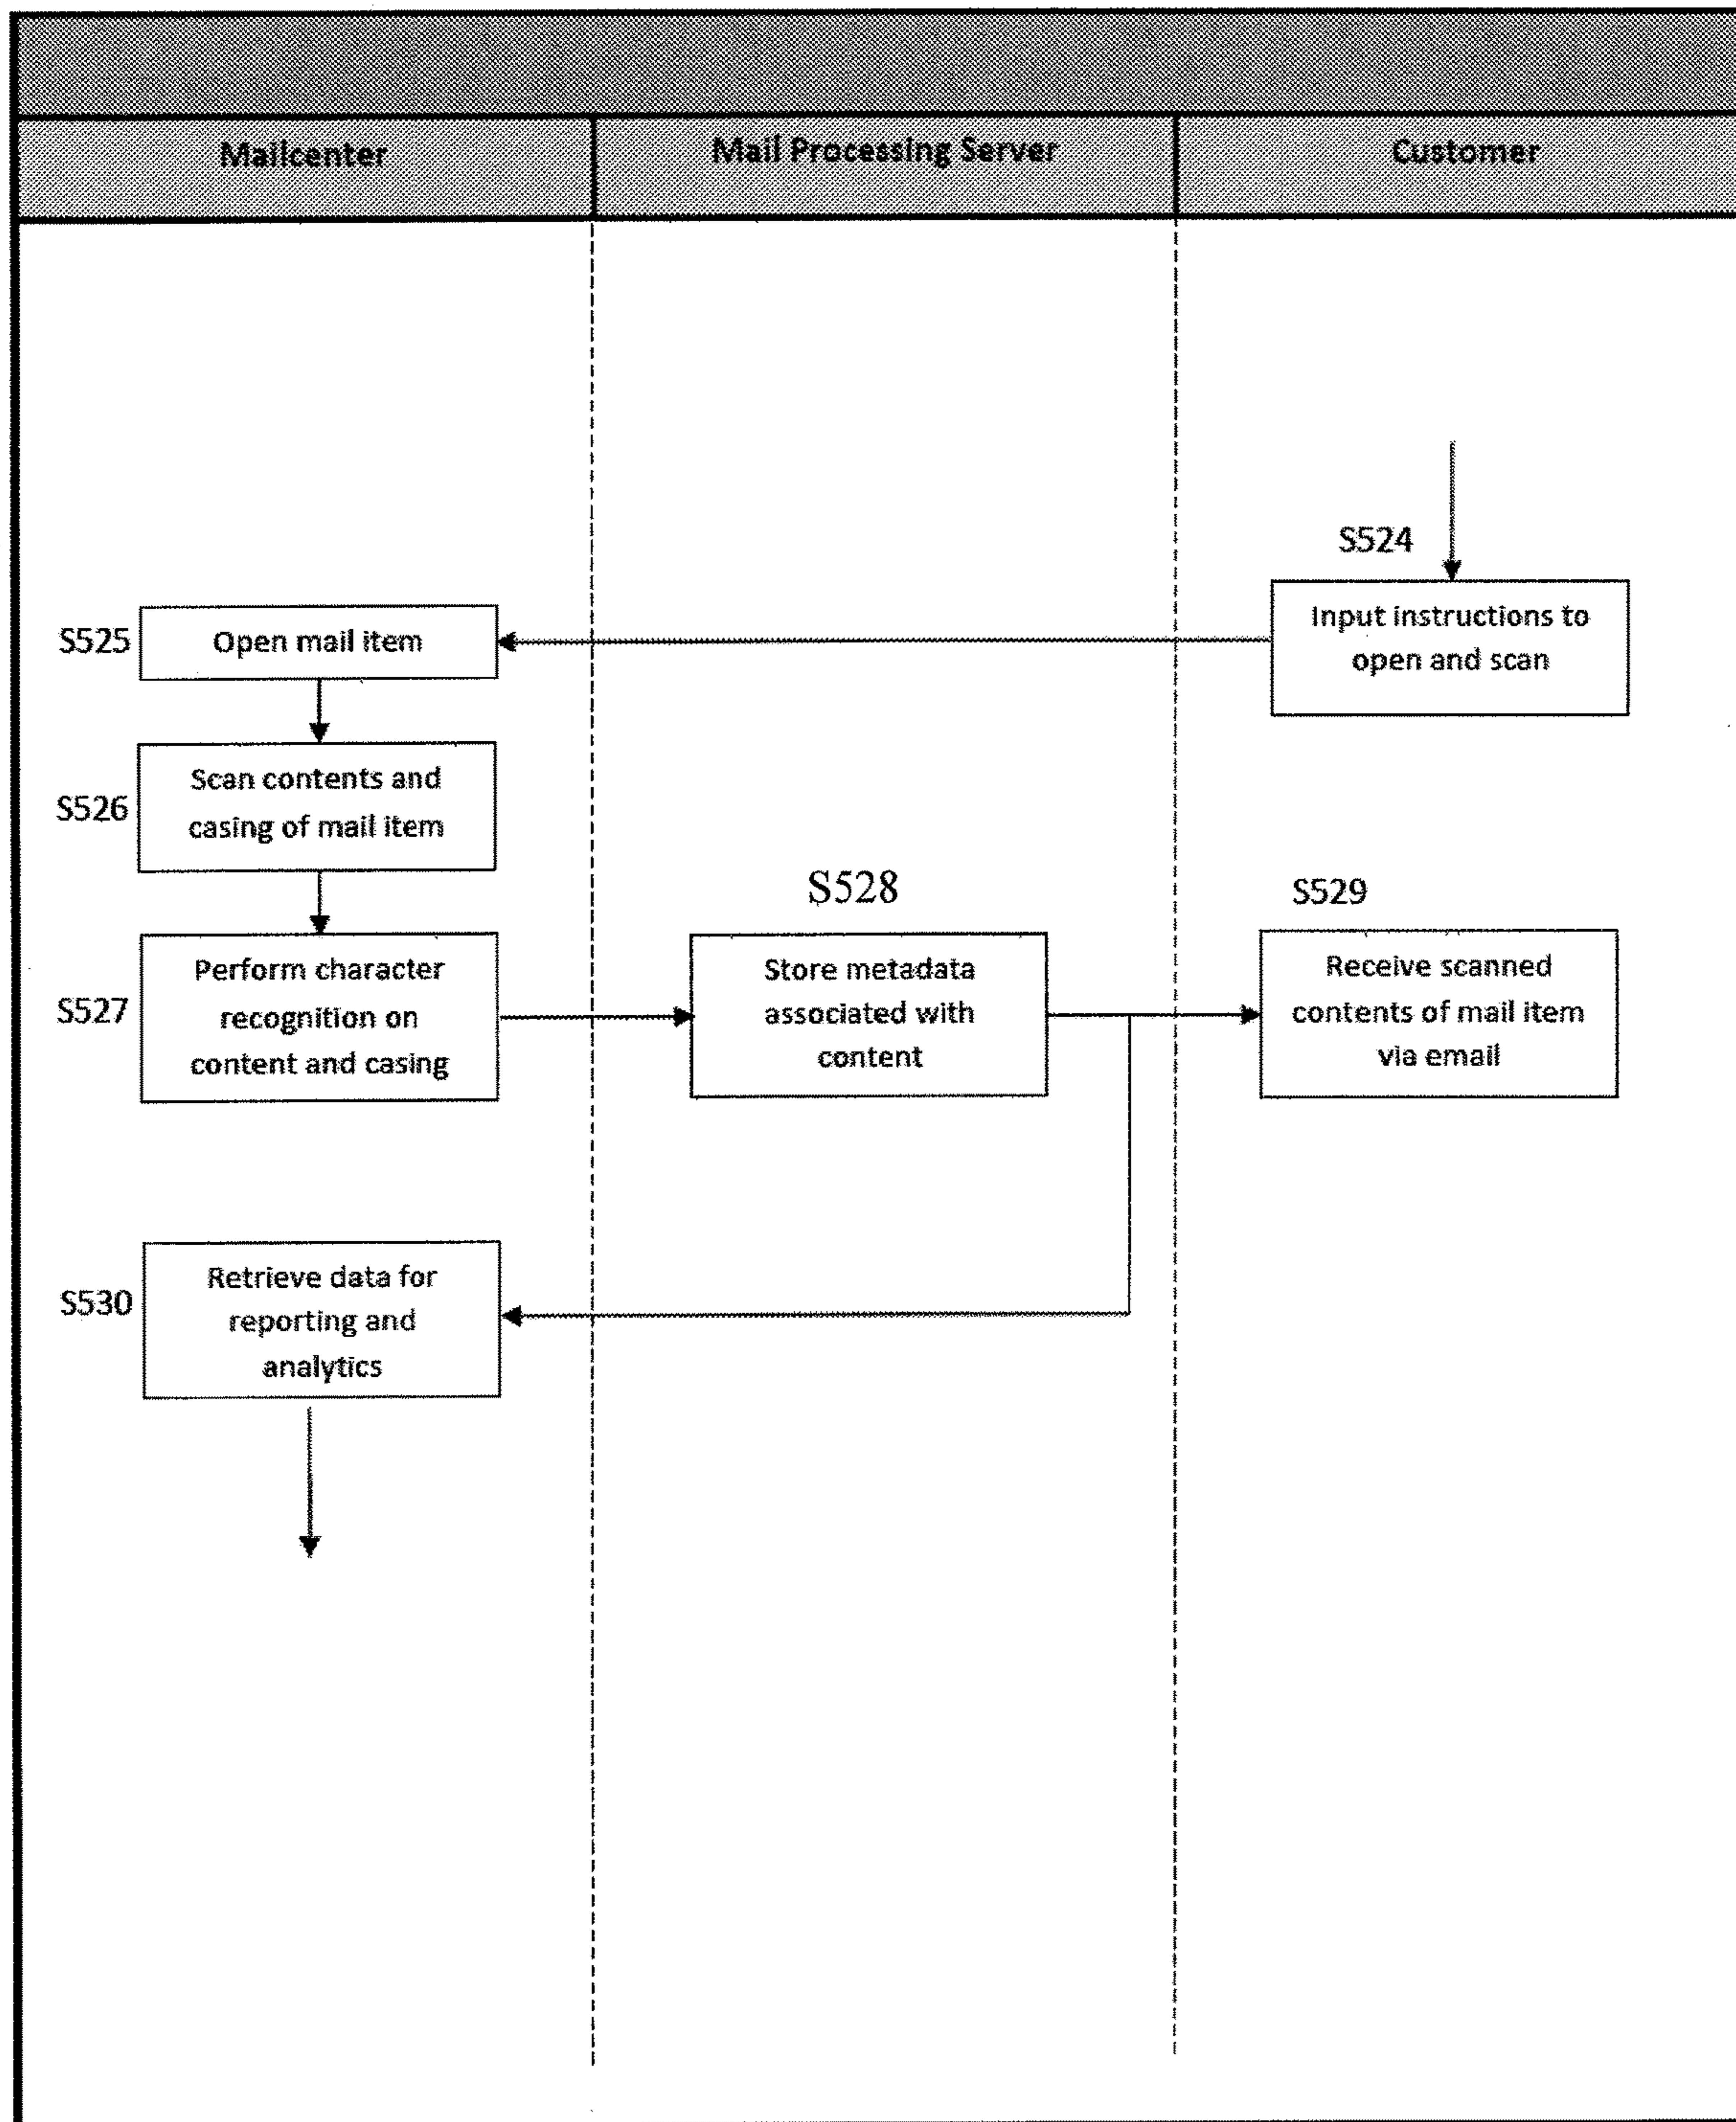 Mailcenter
Mail Processing Server
Customer
S524
Input instructions to
open and scan
S525
Open mail item
S526
Scan contents and
casing of mail item
S527
Perform character
recognition on
content and casing
S528
Store metadata
associated with
content
S529
Receive scanned
contents of mail item
via email
S530
Retrieve data for
reporting and
analytics